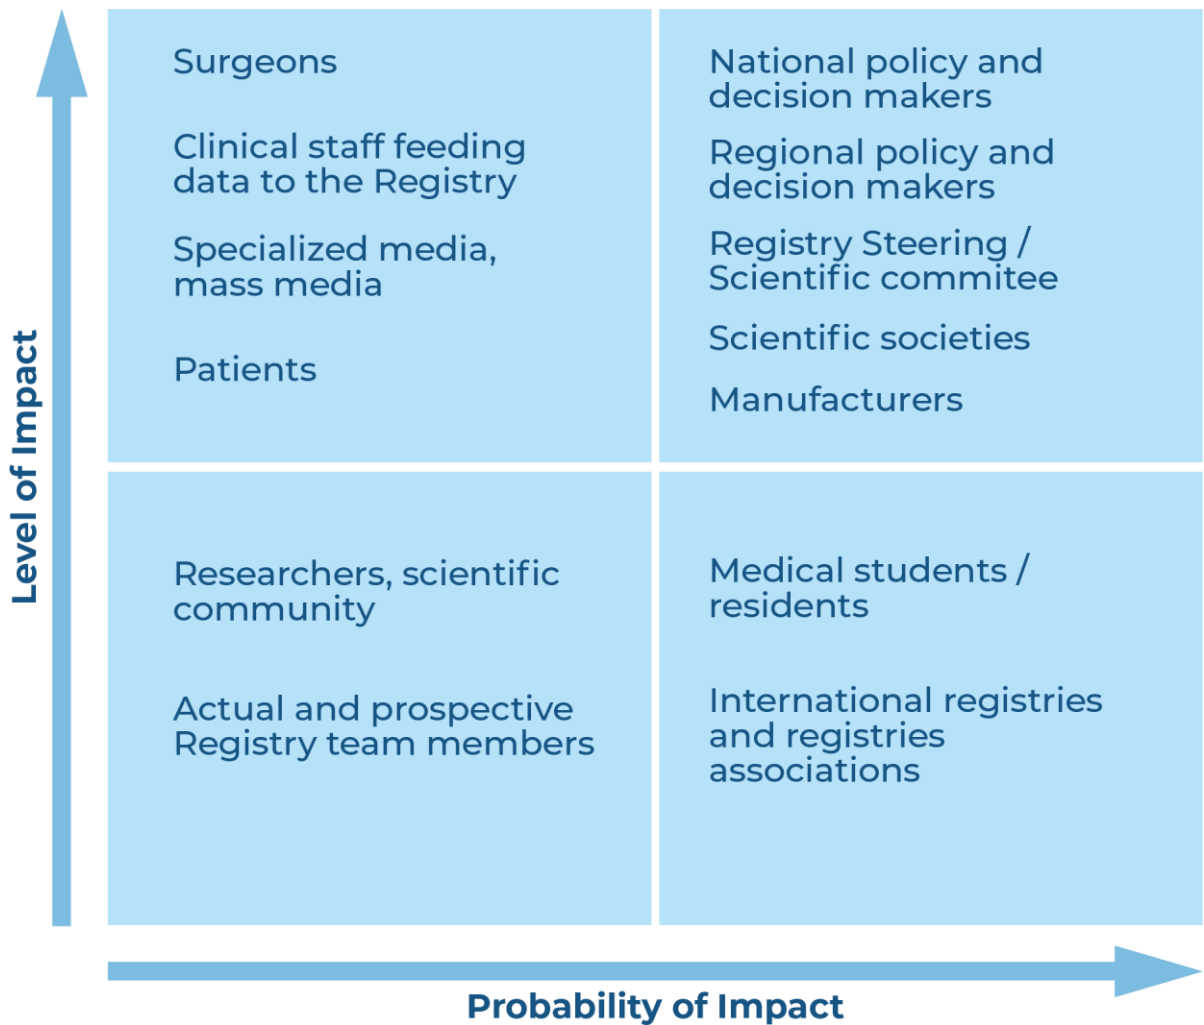 Surgeons
Clinical staff feeding
data to the Registry
Specialized media,
mass media
Patients
National policy and
decision makers
Regional policy and
decision makers
Registry Steering /
Scientific commitee
Scientific societies
Manufacturers
Level of Impact
Researchers, scientific
community
Actual and prospective
Registry team members
Medical students /
residents
International registries
and registries
associations
Probability of Impact